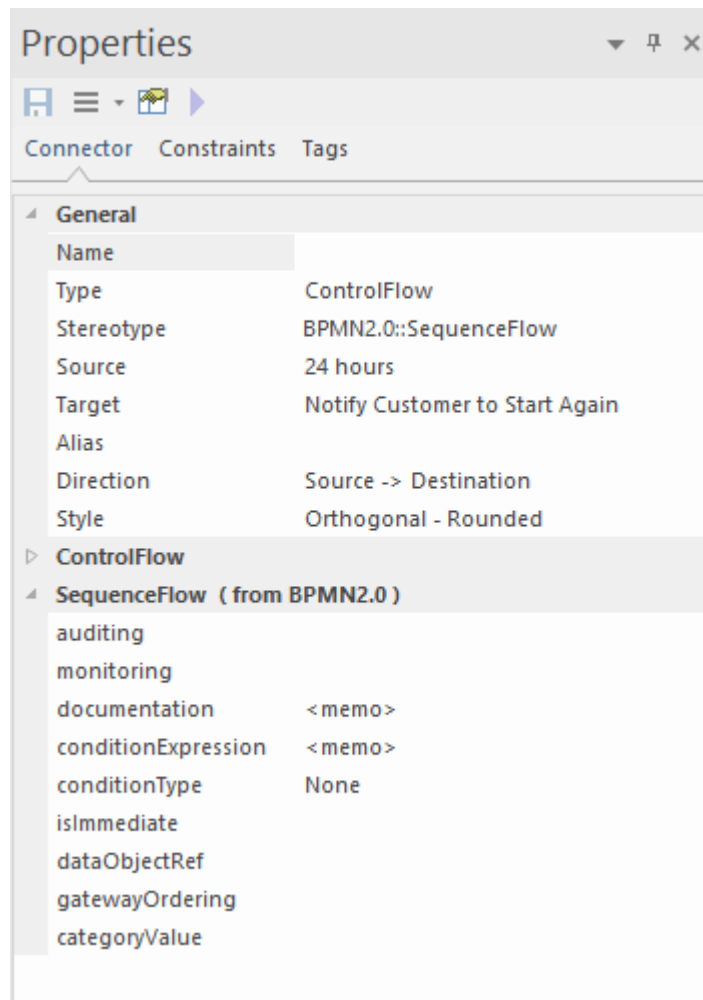 Properties
Connector Constraints Tags
General
Name
Type ControlFlow
Stereotype BPMN2.0::SequenceFlow
Source 24 hours
Target Notify Customer to Start Again
Alias
Direction Source -> Destination
Style Orthogonal - Rounded
ControlFlow
SequenceFlow ( from BPMN2.0 )
auditing
monitoring
documentation <memo>
conditionExpression <memo>
conditionType None
isImmediate
dataObjectRef
gatewayOrdering
categoryValue